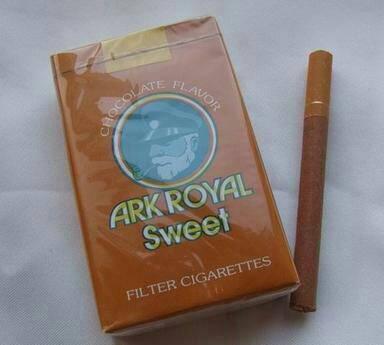 CHOCOLATE FLAVOR
ARK ROYAL
Sweet
FILTER CIGARETTES